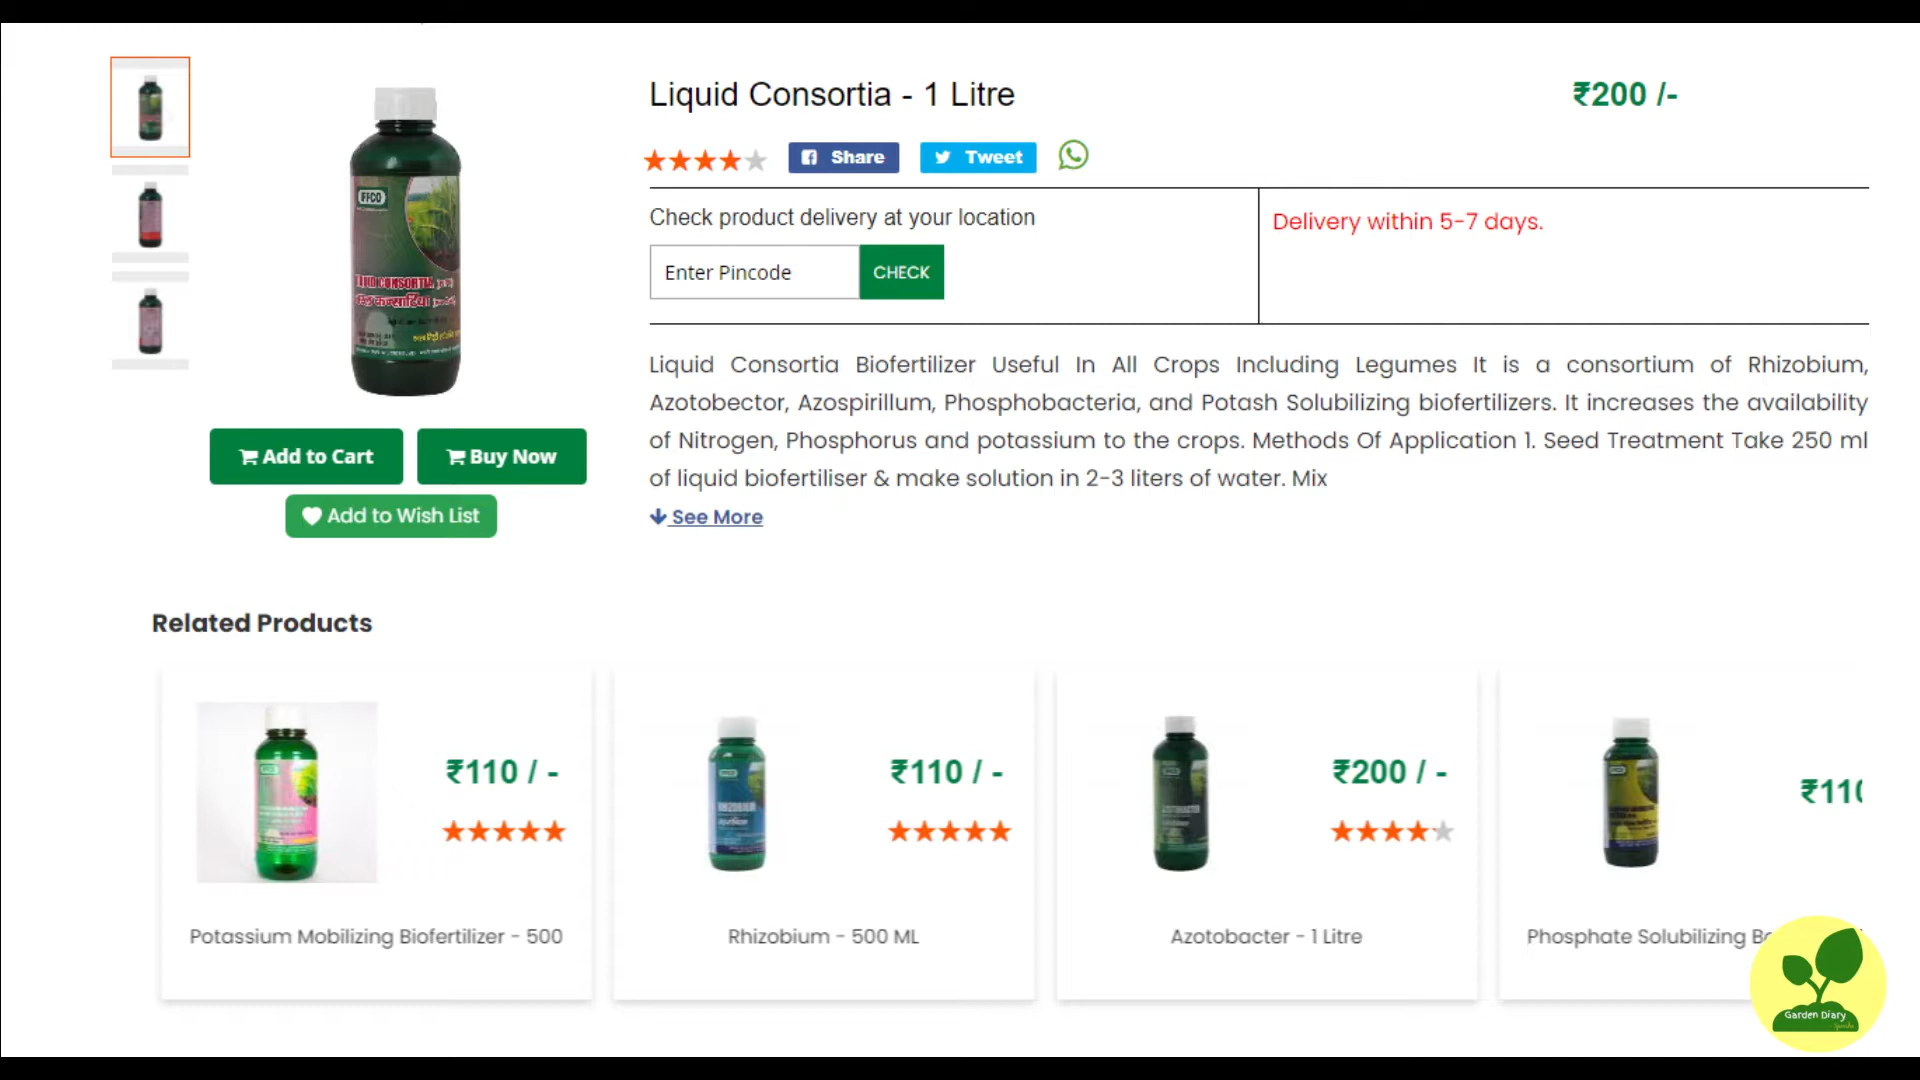 Liquid Consortia - 1 Litre
₹200 /-
Share
Tweet
Check product delivery at your location
Enter Pincode
CHECK
Delivery within 5-7 days.
IFFCO
LIQUID CONSORTIA
Liquid Consortia Biofertilizer Useful In All Crops Including Legumes It is a consortium of Rhizobium,
Azotobector, Azospirillum, Phosphobacteria, and Potash Solubilizing biofertilizers. It increases the availability
of Nitrogen, Phosphorus and potassium to the crops. Methods Of Application 1. Seed Treatment Take 250 ml
of liquid biofertiliser & make solution in 2-3 liters of water. Mix
See More
Add to Cart
Buy Now
Add to Wish List
Related Products
₹110 / -
Potassium Mobilizing Biofertilizer - 500
₹110 / -
Rhizobium - 500 ML
₹200 / -
Azotobacter - 1 Litre
₹110
Phosphate Solubilizing
Garden Diary